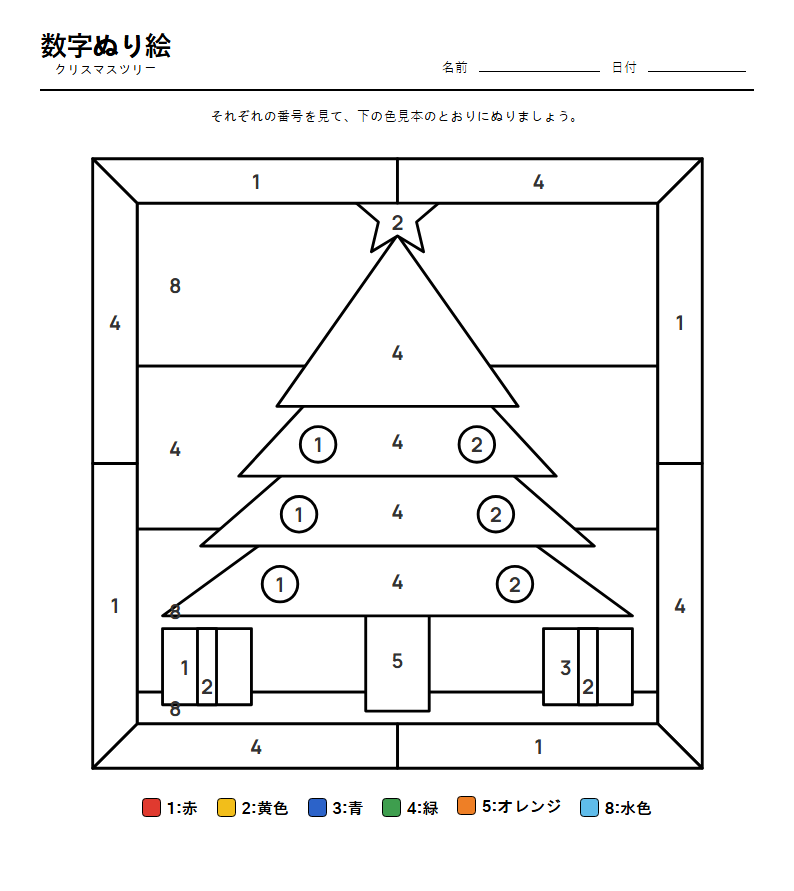 数字ぬり絵
クリスマスツリー
名前 日付
それぞれの番号を見て、下の色見本のとおりにぬりましょう。
1 4
2
8
4 1
4
1 4 2
4
1 4 2
1 4 2
1 8 4
5
1 3
2 2
8
4 1
1:赤 2:黄色 3:青 4:緑 5:オレンジ 8:水色